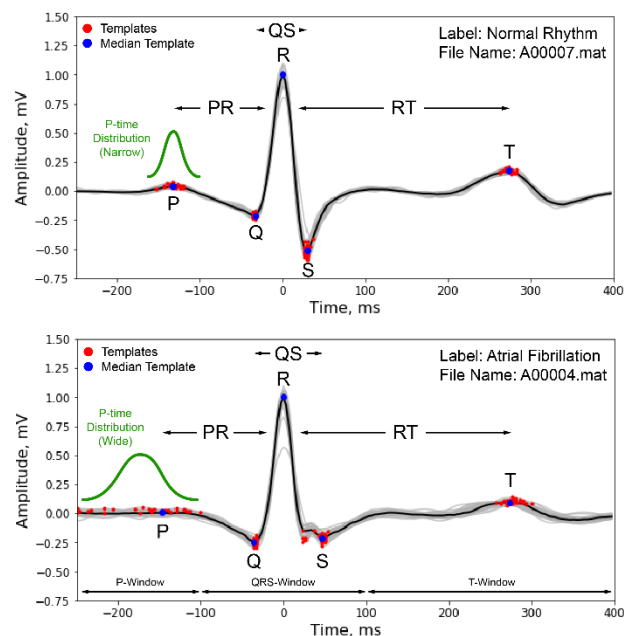 QS
Templates
Median Template
R
Label: Normal Rhythm
File Name: A00007.mat
PR
RT
P-time
Distribution
(Narrow)
P
Q
S
T
Amplitude, mV
1.50
1.25
1.00
0.75
0.50
0.25
0.00
−0.25
−0.50
−0.75
−200
−100
0
100
200
300
400
Time, ms
QS
Templates
Median Template
R
Label: Atrial Fibrillation
File Name: A00004.mat
PR
RT
P-time
Distribution
(Wide)
P
Q
S
T
Amplitude, mV
1.50
1.25
1.00
0.75
0.50
0.25
0.00
−0.25
−0.50
−0.75
P-Window
QRS-Window
T-Window
−200
−100
0
100
200
300
400
Time, ms